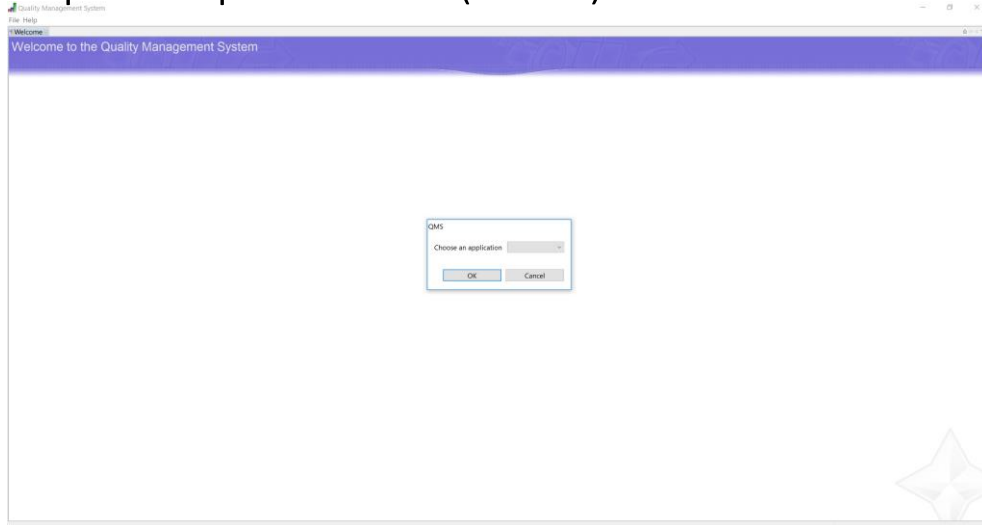 Quality Management System
File Help
Welcome
Welcome to the Quality Management System
QMS
Choose an application
OK Cancel